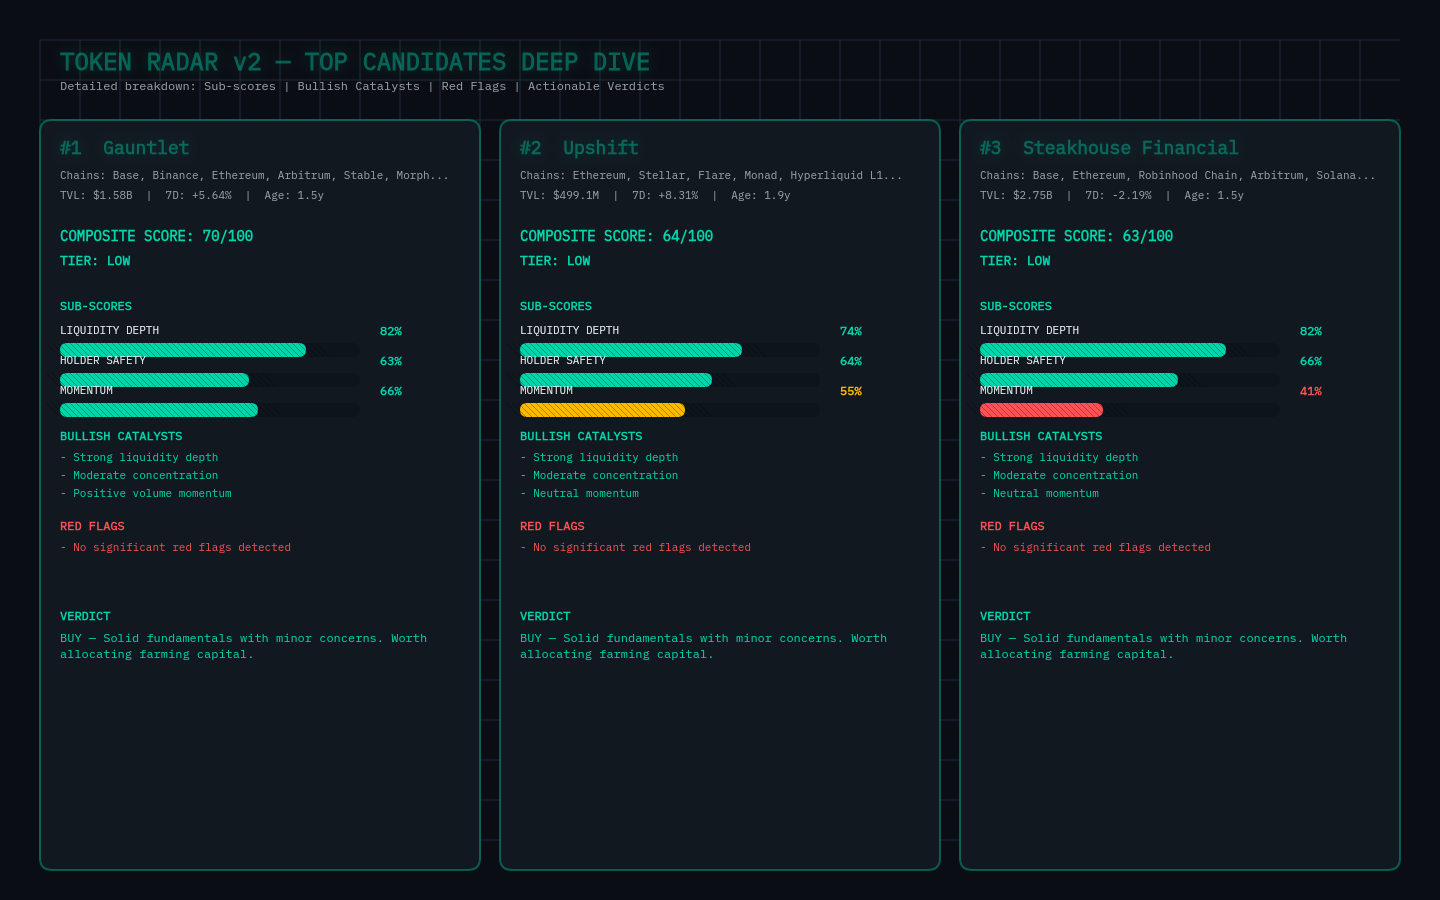 TOKEN RADAR v2 — TOP CANDIDATES DEEP DIVE
Detailed breakdown: Sub-scores | Bullish Catalysts | Red Flags | Actionable Verdicts
#1 Gauntlet
Chains: Base, Binance, Ethereum, Arbitrum, Stable, Morph...
TVL: $1.58B | 7D: +5.64% | Age: 1.5y
COMPOSITE SCORE: 70/100
TIER: LOW
SUB-SCORES
LIQUIDITY DEPTH 82%
HOLDER SAFETY 63%
MOMENTUM 66%
BULLISH CATALYSTS
- Strong liquidity depth
- Moderate concentration
- Positive volume momentum
RED FLAGS
- No significant red flags detected
VERDICT
BUY — Solid fundamentals with minor concerns. Worth
allocating farming capital.
#2 Upshift
Chains: Ethereum, Stellar, Flare, Monad, Hyperliquid L1...
TVL: $499.1M | 7D: +8.31% | Age: 1.9y
COMPOSITE SCORE: 64/100
TIER: LOW
SUB-SCORES
LIQUIDITY DEPTH 74%
HOLDER SAFETY 64%
MOMENTUM 55%
BULLISH CATALYSTS
- Strong liquidity depth
- Moderate concentration
- Neutral momentum
RED FLAGS
- No significant red flags detected
VERDICT
BUY — Solid fundamentals with minor concerns. Worth
allocating farming capital.
#3 Steakhouse Financial
Chains: Base, Ethereum, Robinhood Chain, Arbitrum, Solana...
TVL: $2.75B | 7D: -2.19% | Age: 1.5y
COMPOSITE SCORE: 63/100
TIER: LOW
SUB-SCORES
LIQUIDITY DEPTH 82%
HOLDER SAFETY 66%
MOMENTUM 41%
BULLISH CATALYSTS
- Strong liquidity depth
- Moderate concentration
- Neutral momentum
RED FLAGS
- No significant red flags detected
VERDICT
BUY — Solid fundamentals with minor concerns. Worth
allocating farming capital.